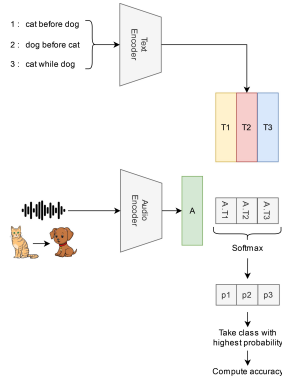 1 : cat before dog
2 : dog before cat
3 : cat while dog
Text
Encoder
T1 T2 T3
Audio
Encoder
A
A.T1 A.T2 A.T3
Softmax
p1 p2 p3
Take class with
highest probability
Compute accuracy